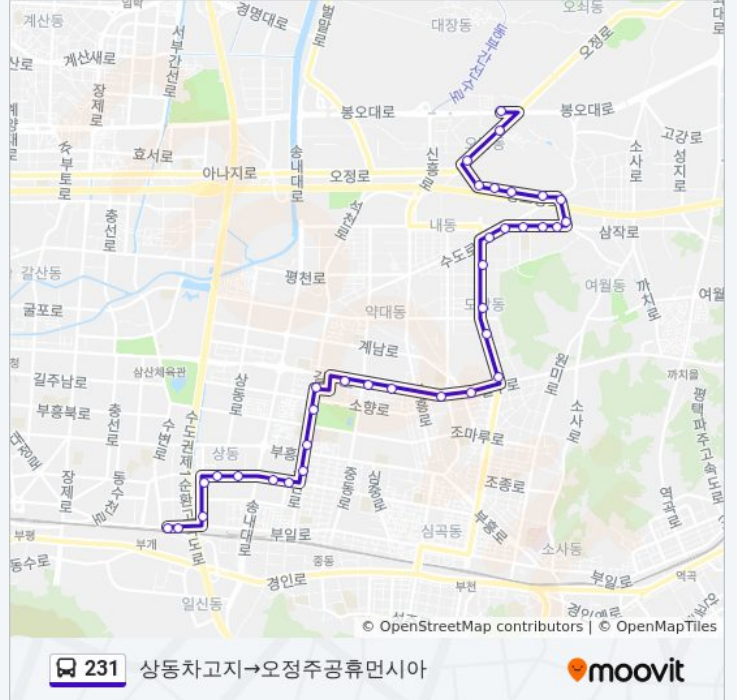 계산동
경명대로
벌말로
대장동
오쇠동
서부간선로
동부간선수로
오정로
계산새로
장제로
봉오대로
봉오대로
고강로
성지로
소사로
효서로
아나지로
송내대로
오정로
신흥로
충선로
석천로
내동
수도로
삼작로
갈산동
평천로
여월동
까치로
여월
굴포로
약대동
도당동
계남로
원미로
길주남로
삼산체육관
상동로
까치울
부흥북로
충선로
수변로
소향로
소사로
평택파주고속도로
조마루로
상동
장제로
동수천로
수도권제1순환고속도로
중동로
조종로
송내대로
부일로
심곡동
부흥로
역곡로
부평
부개
중동
소사동
동수로
경인로
부천
부일로
역곡
일신동
경인옛로
© OpenStreetMap contributors | © OpenMapTiles
231 상동차고지→오정주공휴먼시아
moovit